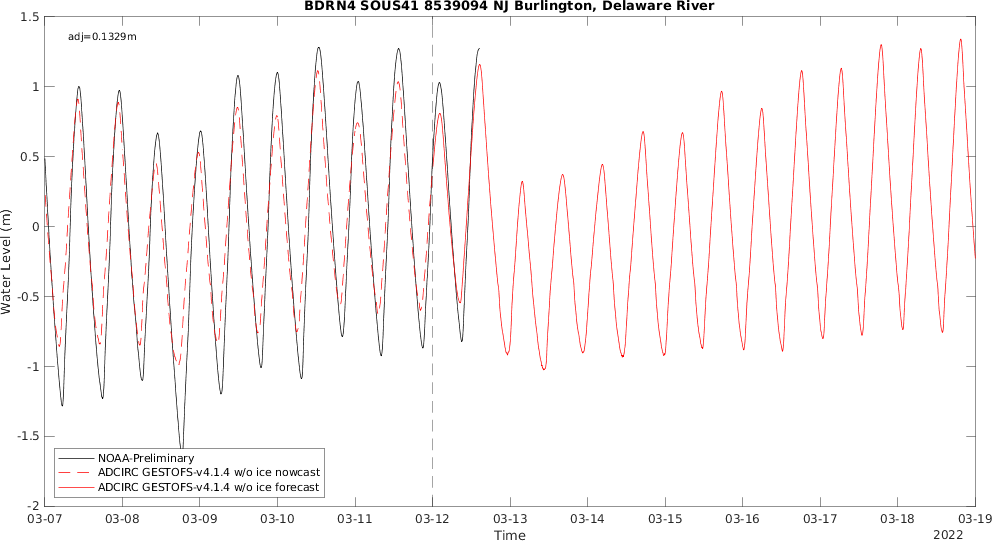 BDRN4 SOUS41 8539094 NJ Burlington, Delaware River
adj=0.1329m
1.5
1
0.5
0
-0.5
-1
-1.5
-2
Water Level (m)
NOAA-Preliminary
ADCIRC GESTOFS-v4.1.4 w/o ice nowcast
ADCIRC GESTOFS-v4.1.4 w/o ice forecast
03-07 03-08 03-09 03-10 03-11 03-12 03-13 03-14 03-15 03-16 03-17 03-18 03-19
Time
2022